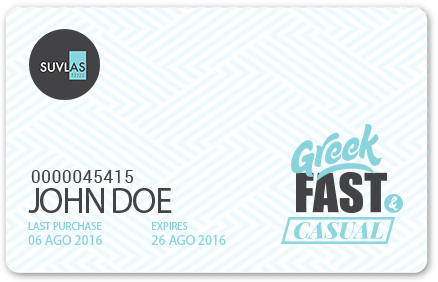 SUVLAS
0000045415
JOHN DOE
LAST PURCHASE EXPIRES
06 AGO 2016 26 AGO 2016
Greek
FAST &
CASUAL